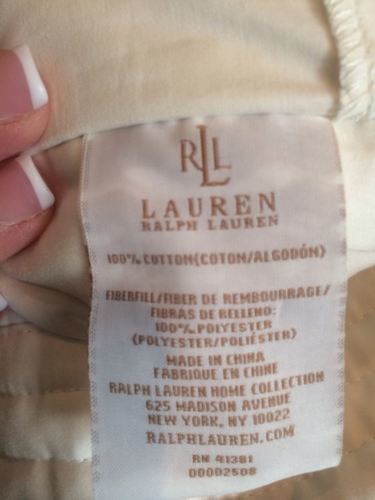 RLL
LAUREN
RALPH LAUREN
100% COTTON(COTON/ALGODÓN)
FIBERFILL/FIBER DE REMBOURRAGE/
FIBRAS DE RELLENO:
100% POLYESTER
(POLYESTER/POLIÉSTER)
MADE IN CHINA
FABRIQUE EN CHINE
RALPH LAUREN HOME COLLECTION
625 MADISON AVENUE
NEW YORK, NY 10022
RALPHLAUREN.COM
RN 41381
DDDD2508